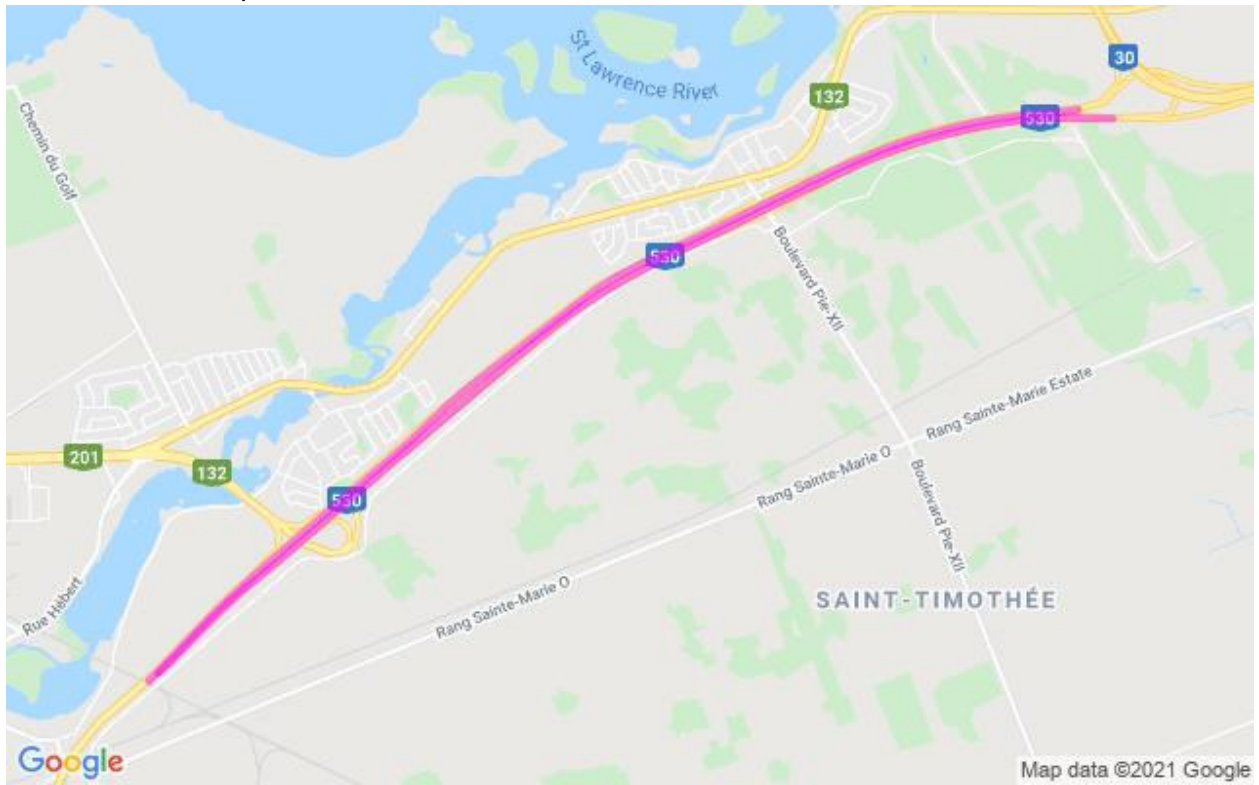 St Lawrence River
30
132
530
Chemin du Golf
Boulevard Pie-XII
530
Rang Sainte-Marie Estate
201
132
Rang Sainte-Marie O
530
Boulevard Pie-XII
Rue Hébert
Rang Sainte-Marie O
SAINT-TIMOTHÉE
Google
Map data ©2021 Google